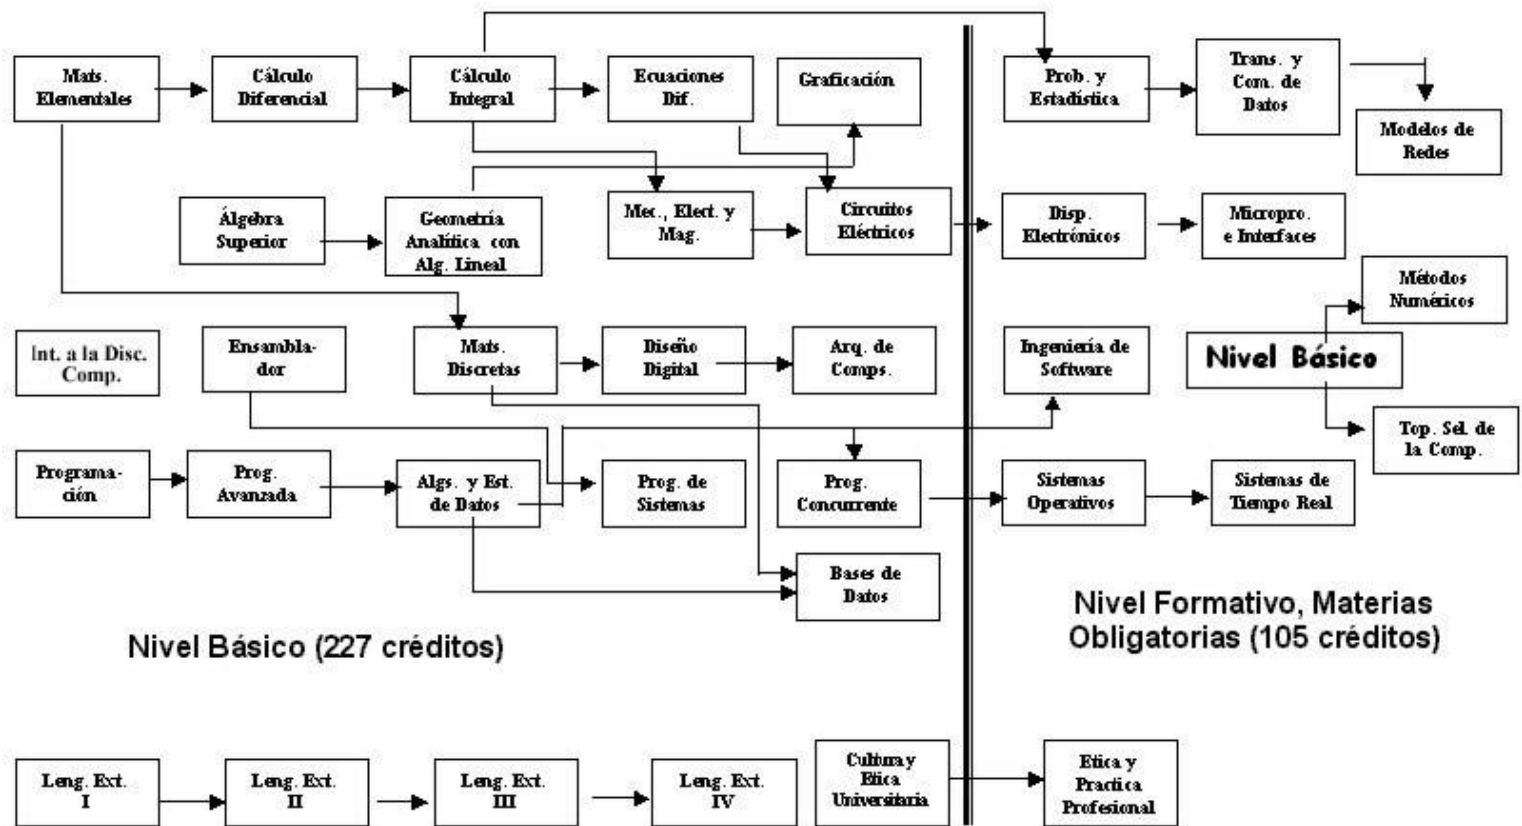 Mats.
Elementales
Cálculo
Diferencial
Cálculo
Integral
Ecuaciones
Dif.
Graficación
Prob. y
Estadística
Trans. y
Com. de
Datos
Modelos de
Redes
Álgebra
Superior
Geometría
Analítica con
Alg. Lineal
Mec., Elect. y
Mag.
Circuitos
Eléctricos
Disp.
Electrónicos
Micropro.
e Interfaces
Métodos
Numéricos
Int. a la Disc.
Comp.
Ensambla-
dor
Mats.
Discretas
Diseño
Digital
Arq. de
Comps.
Ingeniería de
Software
Nivel Básico
Top. Sel. de
la Comp.
Programa-
ción
Prog.
Avanzada
Algs. y Est.
de Datos
Prog. de
Sistemas
Prog.
Concurrente
Sistemas
Operativos
Sistemas de
Tiempo Real
Bases de
Datos
Nivel Básico (227 créditos)
Nivel Formativo, Materias
Obligatorias (105 créditos)
Leng. Ext.
I
Leng. Ext.
II
Leng. Ext.
III
Leng. Ext.
IV
Cultura y
Etica
Universitaria
Etica y
Practica
Profesional